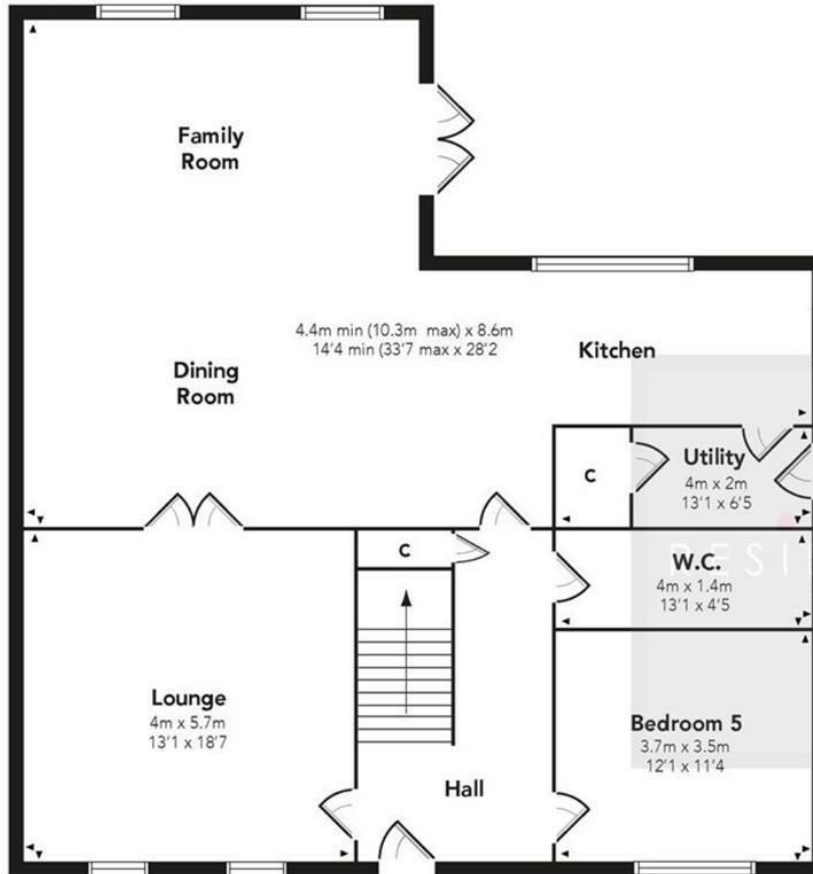 Family
Room
4.4m min (10.3m max) x 8.6m
14'4 min (33'7 max x 28'2
Kitchen
Dining
Room
C
Utility
4m x 2m
13'1 x 6'5
C
W.C.
4m x 1.4m
13'1 x 4'5
Lounge
4m x 5.7m
13'1 x 18'7
Bedroom 5
3.7m x 3.5m
12'1 x 11'4
Hall